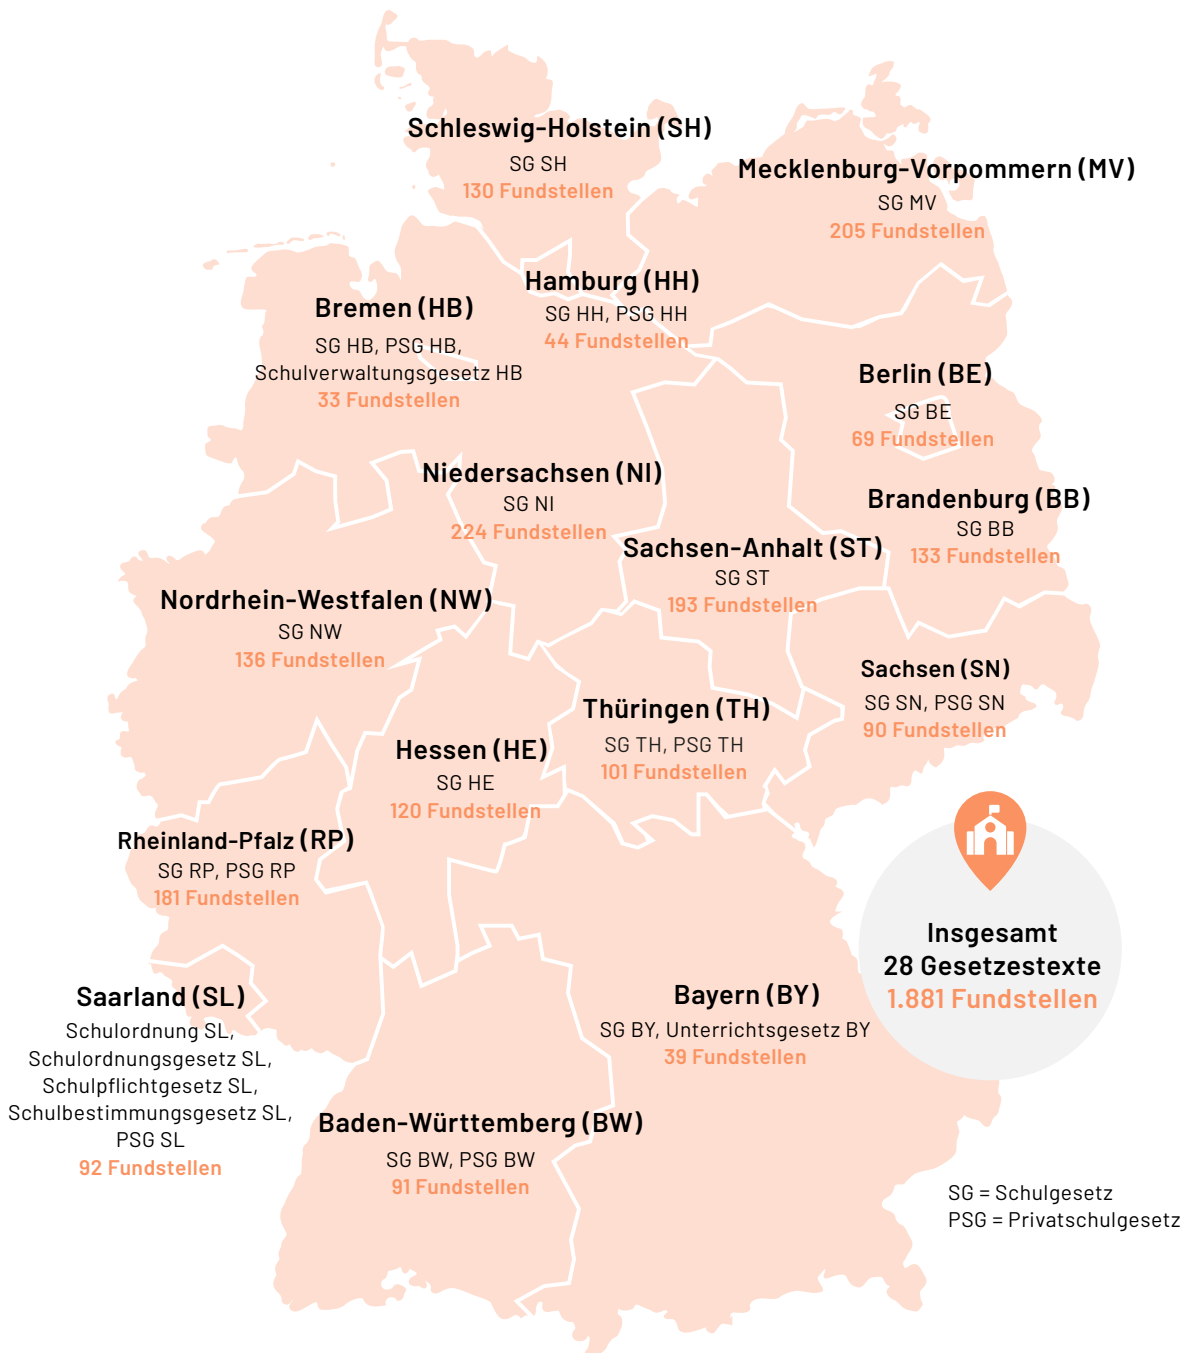 Schleswig-Holstein (SH)
SG SH
130 Fundstellen
Mecklenburg-Vorpommern (MV)
SG MV
205 Fundstellen
Hamburg (HH)
SG HH, PSG HH
44 Fundstellen
Bremen (HB)
SG HB, PSG HB,
Schulverwaltungsgesetz HB
33 Fundstellen
Berlin (BE)
SG BE
69 Fundstellen
Niedersachsen (NI)
SG NI
224 Fundstellen
Brandenburg (BB)
SG BB
133 Fundstellen
Sachsen-Anhalt (ST)
SG ST
193 Fundstellen
Nordrhein-Westfalen (NW)
SG NW
136 Fundstellen
Sachsen (SN)
SG SN, PSG SN
90 Fundstellen
Thüringen (TH)
SG TH, PSG TH
101 Fundstellen
Hessen (HE)
SG HE
120 Fundstellen
Rheinland-Pfalz (RP)
SG RP, PSG RP
181 Fundstellen
Insgesamt
28 Gesetzestexte
1.881 Fundstellen
Saarland (SL)
Schulordnung SL,
Schulordnungsgesetz SL,
Schulpflichtgesetz SL,
Schulbestimmungsgesetz SL,
PSG SL
92 Fundstellen
Bayern (BY)
SG BY, Unterrichtsgesetz BY
39 Fundstellen
Baden-Württemberg (BW)
SG BW, PSG BW
91 Fundstellen
SG = Schulgesetz
PSG = Privatschulgesetz